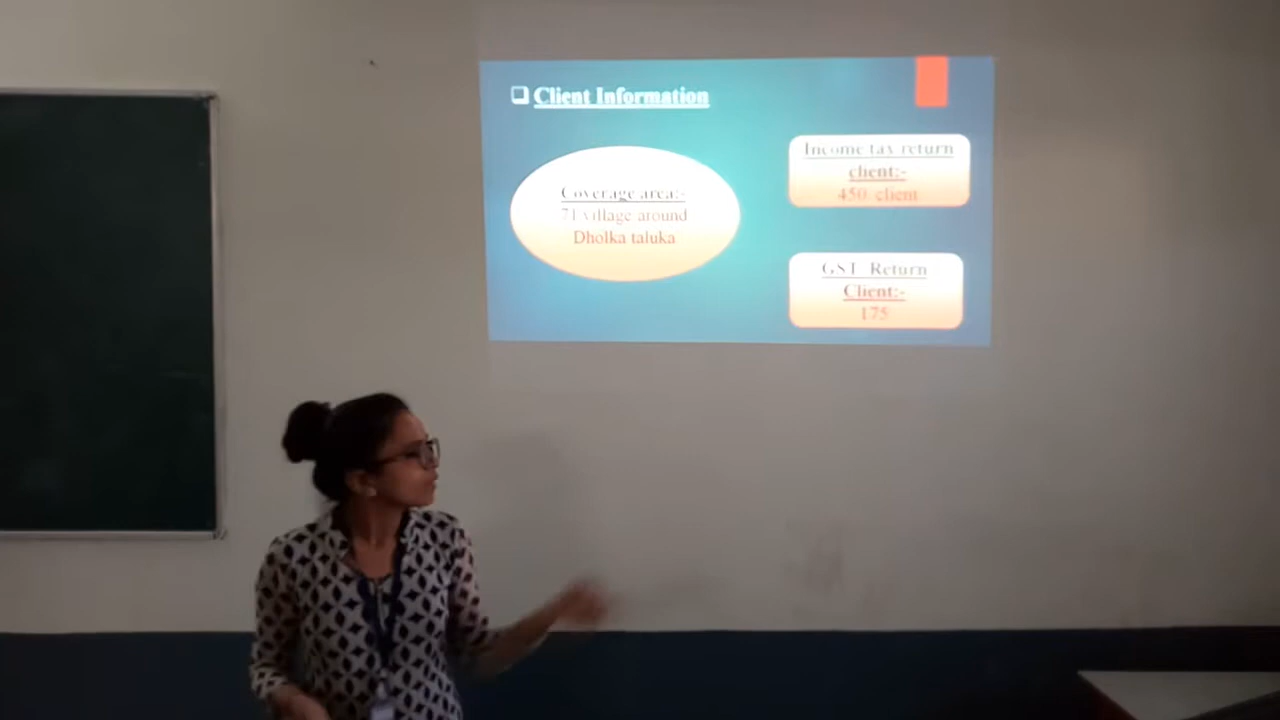 Client Information
Coverage area:-
71 village around
Dholka taluka
Income tax return
client:-
450 client
GST Return
Client:-
175